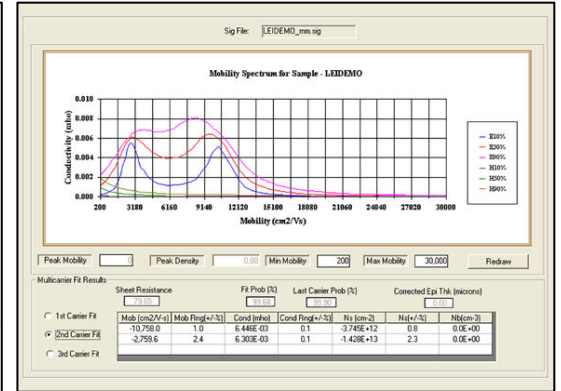 Sig File: LEIDEMO_mm.sig
Mobility Spectrum for Sample - LEIDEMO
Conductivity (mho)
0.010
0.008
0.006
0.004
0.002
0.000
200 3180 6160 9140 12120 15100 18080 21060 24040 27020 30000
Mobility (cm2/Vs)
E10%
E50%
E90%
H10%
H50%
H90%
Peak Mobility 0 Peak Density 0.00 Min Mobility 200 Max Mobility 30,000 Redraw
Multicarrier Fit Results
Sheet Resistance Fit Prob (%) Last Carrier Prob (%) Corrected Epi Thk (microns)
79.65 99.68 99.90 0.00
1st Carrier Fit
2nd Carrier Fit
3rd Carrier Fit
Mob (cm2/V-s) Mob Rng(+/-%) Cond (mho) Cond Rng(+/-%) Ns (cm-2) Ns(+/-%) Nb(cm-3)
-10,758.0 1.0 6.446E-03 0.1 -3.745E+12 0.8 0.0E+00
-2,759.6 2.4 6.303E-03 0.1 -1.428E+13 2.3 0.0E+00